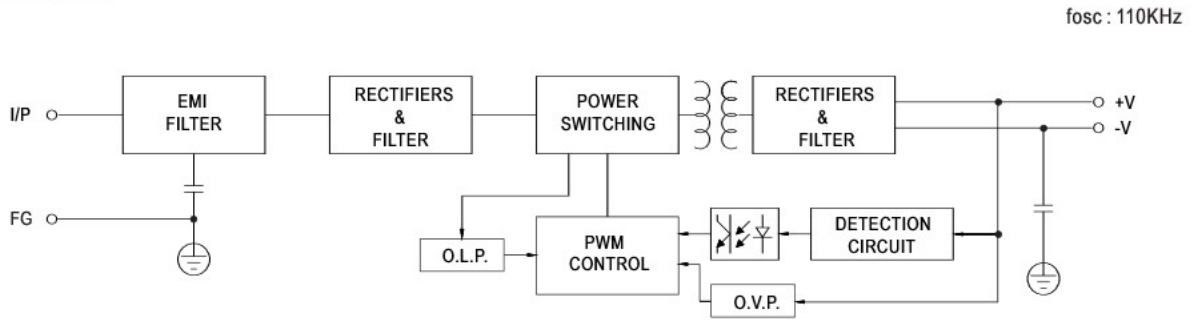 fosc : 110KHz
I/P
EMI
FILTER
RECTIFIERS
&
FILTER
POWER
SWITCHING
RECTIFIERS
&
FILTER
+V
-V
FG
O.L.P.
PWM
CONTROL
DETECTION
CIRCUIT
O.V.P.